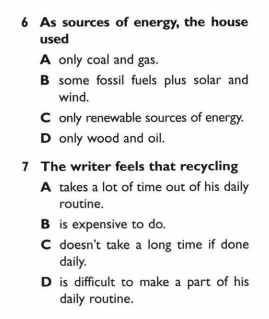 6 As sources of energy, the house
used
A only coal and gas.
B some fossil fuels plus solar and
wind.
C only renewable sources of energy.
D only wood and oil.
7 The writer feels that recycling
A takes a lot of time out of his daily
routine.
B is expensive to do.
C doesn't take a long time if done
daily.
D is difficult to make a part of his
daily routine.